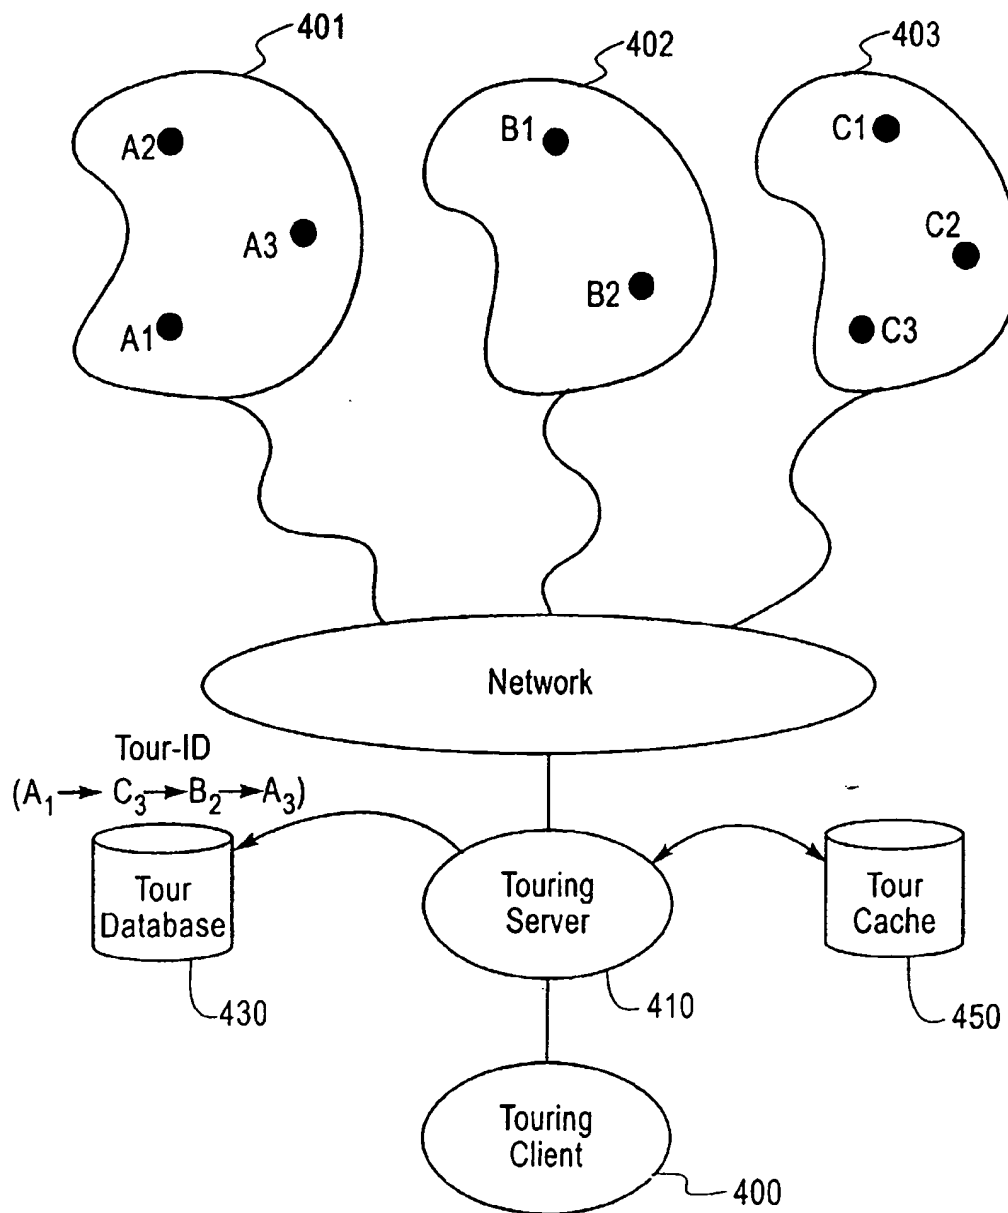 401
402
403
A2
B1
C1
A3
C2
B2
A1
C3
Network
Tour-ID
(A₁→ C₃→B₂→A₃)
Tour
Database
Touring
Server
Tour
Cache
430
410
450
Touring
Client
400